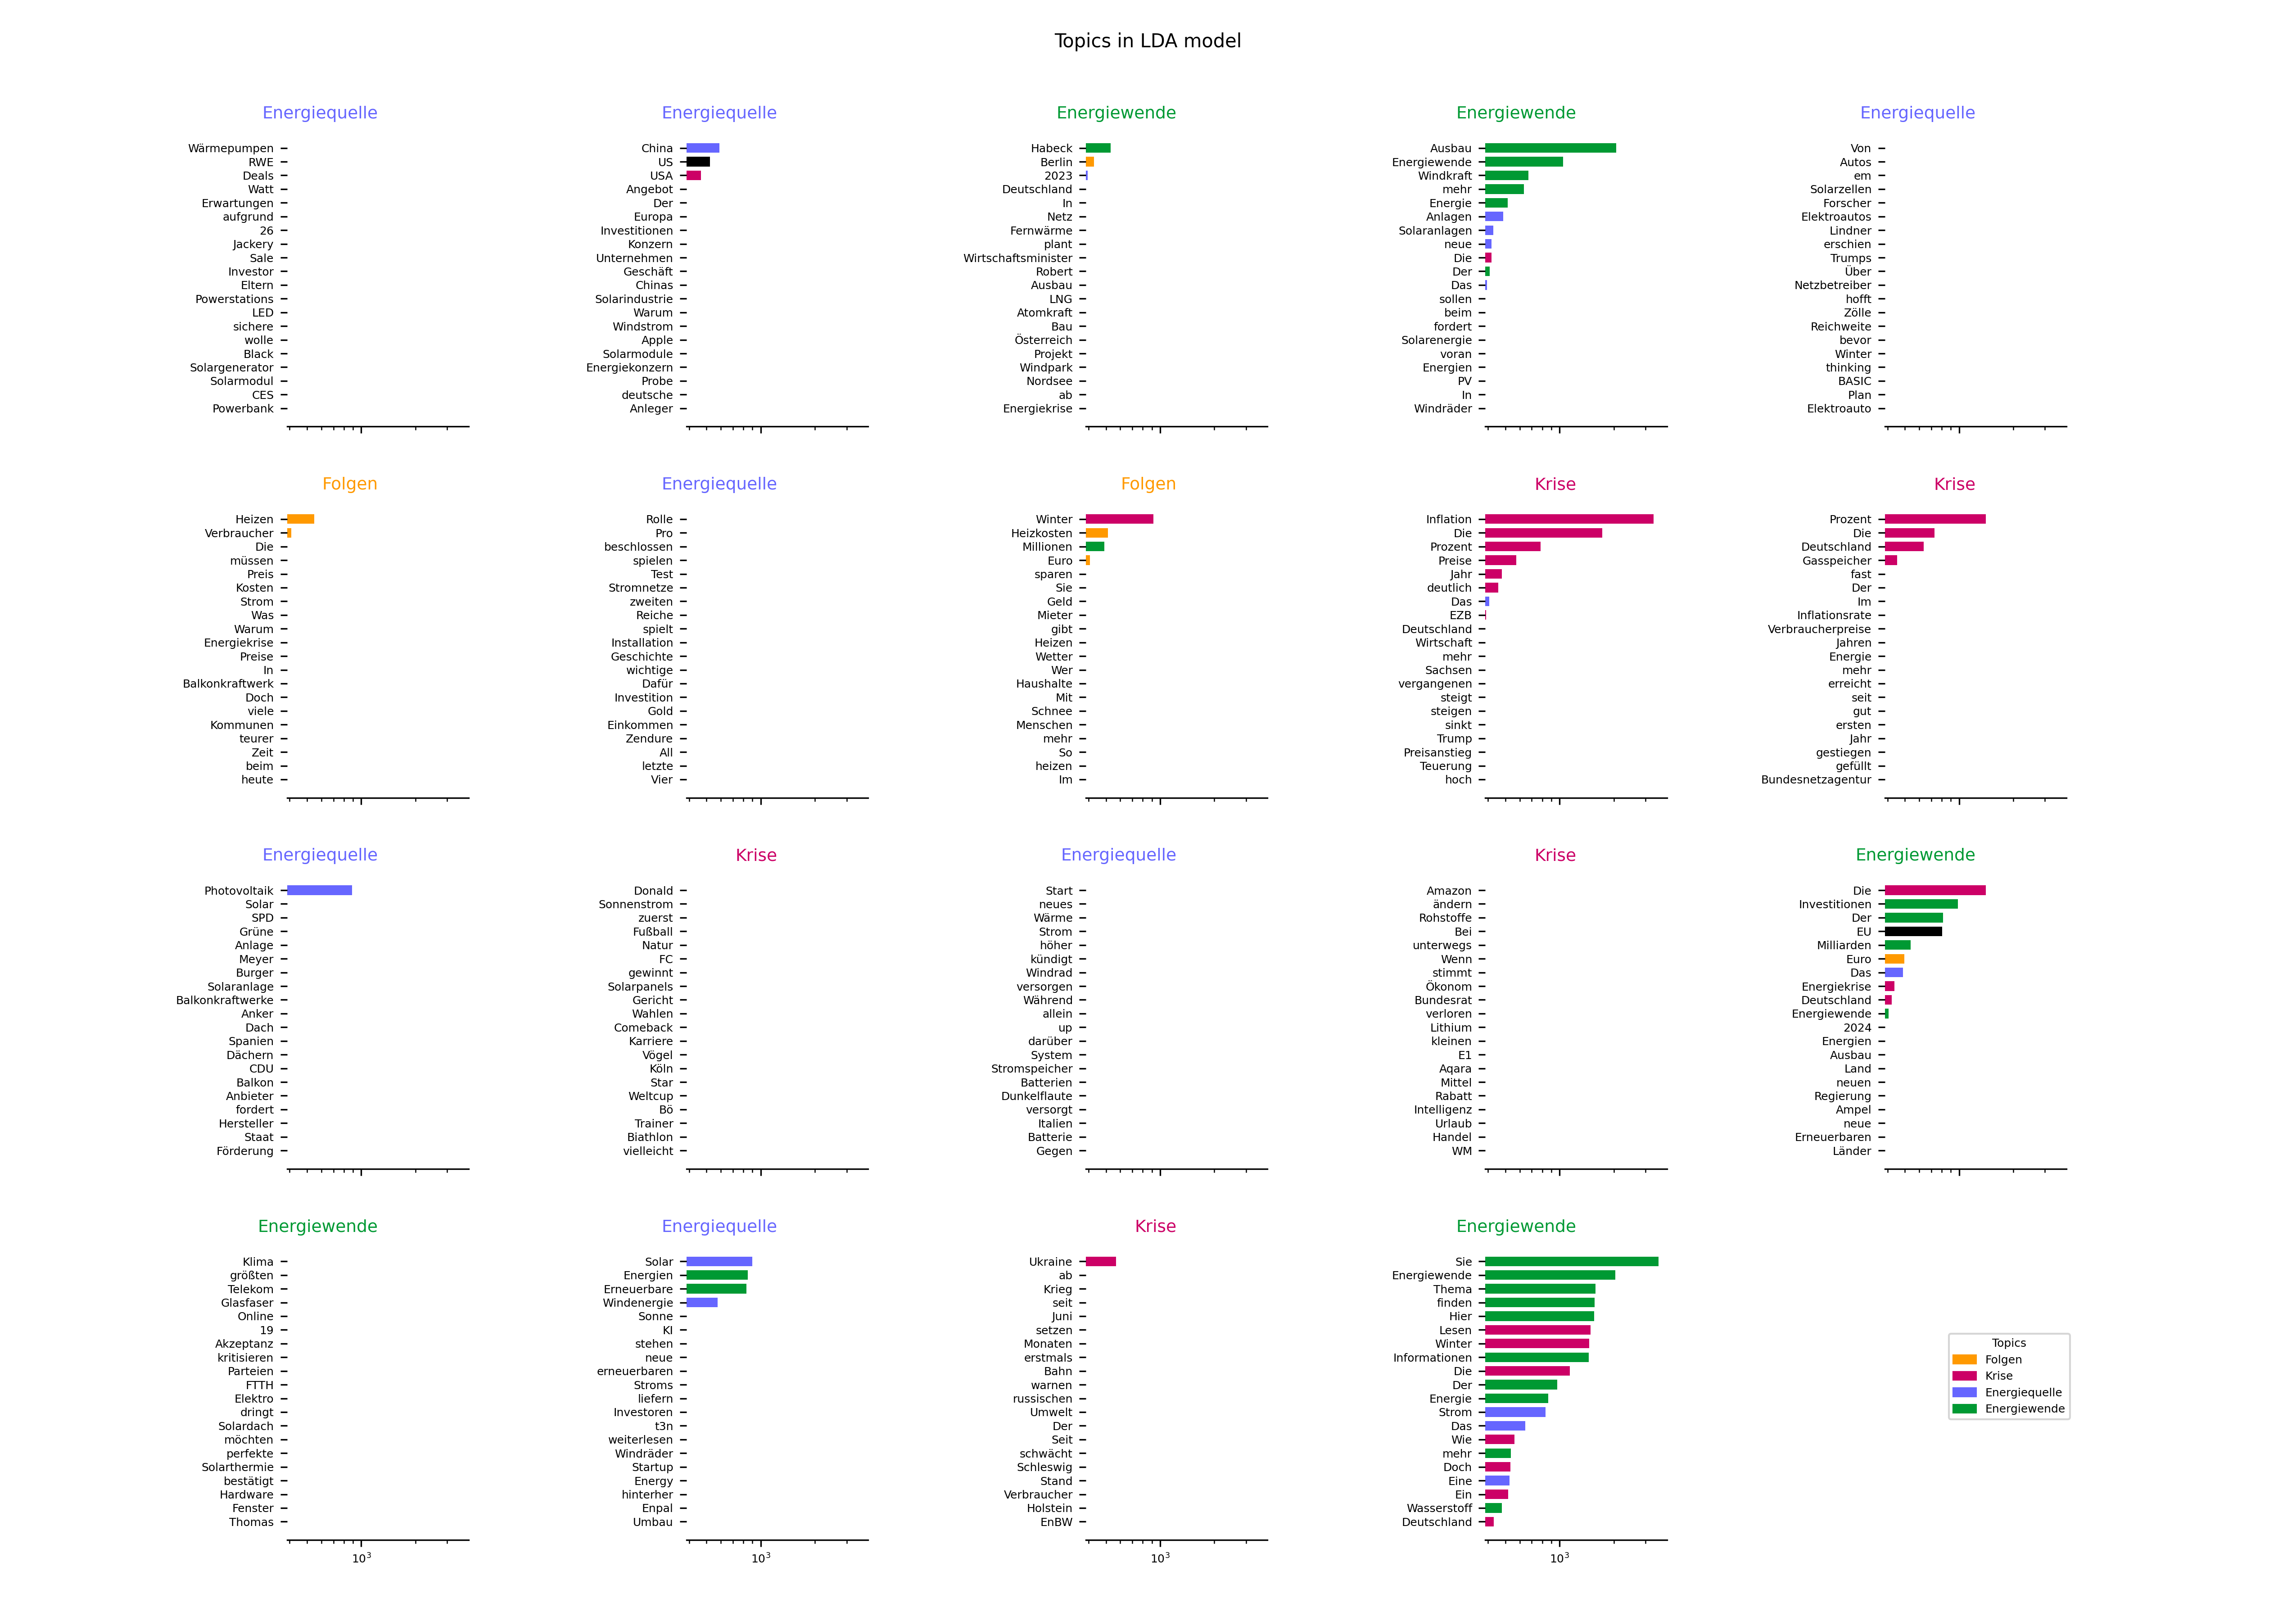 Topics in LDA model
Energiequelle
Wärmepumpen
RWE
Deals
Watt
Erwartungen
aufgrund
26
Jackery
Sale
Investor
Eltern
Powerstations
LED
sichere
wolle
Black
Solargenerator
Solarmodul
CES
Powerbank
Energiequelle
China
US
USA
Angebot
Der
Europa
Investitionen
Konzern
Unternehmen
Geschäft
Chinas
Solarindustrie
Warum
Windstrom
Apple
Solarmodule
Energiekonzern
Probe
deutsche
Anleger
Energiewende
Habeck
Berlin
2023
Deutschland
In
Netz
Fernwärme
plant
Wirtschaftsminister
Robert
Ausbau
LNG
Atomkraft
Bau
Österreich
Projekt
Windpark
Nordsee
ab
Energiekrise
Energiewende
Ausbau
Energiewende
Windkraft
mehr
Energie
Anlagen
Solaranlagen
neue
Die
Der
Das
sollen
beim
fordert
Solarenergie
voran
Energien
PV
In
Windräder
Energiequelle
Von
Autos
em
Solarzellen
Forscher
Elektroautos
Lindner
erschien
Trumps
Über
Netzbetreiber
hofft
Zölle
Reichweite
bevor
Winter
thinking
BASIC
Plan
Elektroauto
Folgen
Heizen
Verbraucher
Die
müssen
Preis
Kosten
Strom
Was
Warum
Energiekrise
Preise
In
Balkonkraftwerk
Doch
viele
Kommunen
teurer
Zeit
beim
heute
Energiequelle
Rolle
Pro
beschlossen
spielen
Test
Stromnetze
zweiten
Reiche
spielt
Installation
Geschichte
wichtige
Dafür
Investition
Gold
Einkommen
Zendure
All
letzte
Vier
Folgen
Winter
Heizkosten
Millionen
Euro
sparen
Sie
Geld
Mieter
gibt
Heizen
Wetter
Wer
Haushalte
Mit
Schnee
Menschen
mehr
So
heizen
Im
Krise
Inflation
Die
Prozent
Preise
Jahr
deutlich
Das
EZB
Deutschland
Wirtschaft
mehr
Sachsen
vergangenen
steigt
steigen
sinkt
Trump
Preisanstieg
Teuerung
hoch
Krise
Prozent
Die
Deutschland
Gasspeicher
fast
Der
Im
Inflationsrate
Verbraucherpreise
Jahren
Energie
mehr
erreicht
seit
gut
ersten
Jahr
gestiegen
gefüllt
Bundesnetzagentur
Energiequelle
Photovoltaik
Solar
SPD
Grüne
Anlage
Meyer
Burger
Solaranlage
Balkonkraftwerke
Anker
Dach
Spanien
Dächern
CDU
Balkon
Anbieter
fordert
Hersteller
Staat
Förderung
Krise
Donald
Sonnenstrom
zuerst
Fußball
Natur
FC
gewinnt
Solarpanels
Gericht
Wahlen
Comeback
Karriere
Vögel
Köln
Star
Weltcup
Bö
Trainer
Biathlon
vielleicht
Energiequelle
Start
neues
Wärme
Strom
höher
kündigt
Windrad
versorgen
Während
allein
up
darüber
System
Stromspeicher
Batterien
Dunkelflaute
versorgt
Italien
Batterie
Gegen
Krise
Amazon
ändern
Rohstoffe
Bei
unterwegs
Wenn
stimmt
Ökonom
Bundesrat
verloren
Lithium
kleinen
E1
Aqara
Mittel
Rabatt
Intelligenz
Urlaub
Handel
WM
Energiewende
Die
Investitionen
Der
EU
Milliarden
Euro
Das
Energiekrise
Deutschland
Energiewende
2024
Energien
Ausbau
Land
neuen
Regierung
Ampel
neue
Erneuerbaren
Länder
Energiewende
Klima
größten
Telekom
Glasfaser
Online
19
Akzeptanz
kritisieren
Parteien
FTTH
Elektro
dringt
Solardach
möchten
perfekte
Solarthermie
bestätigt
Hardware
Fenster
Thomas
10³
Energiequelle
Solar
Energien
Erneuerbare
Windenergie
Sonne
KI
stehen
neue
erneuerbaren
Stroms
liefern
Investoren
t3n
weiterlesen
Windräder
Startup
Energy
hinterher
Enpal
Umbau
10³
Krise
Ukraine
ab
Krieg
seit
Juni
setzen
Monaten
erstmals
Bahn
warnen
russischen
Umwelt
Der
Seit
schwächt
Schleswig
Stand
Verbraucher
Holstein
EnBW
10³
Energiewende
Sie
Energiewende
Thema
finden
Hier
Lesen
Winter
Informationen
Die
Der
Energie
Strom
Das
Wie
mehr
Doch
Eine
Ein
Wasserstoff
Deutschland
10³
Topics
Folgen
Krise
Energiequelle
Energiewende